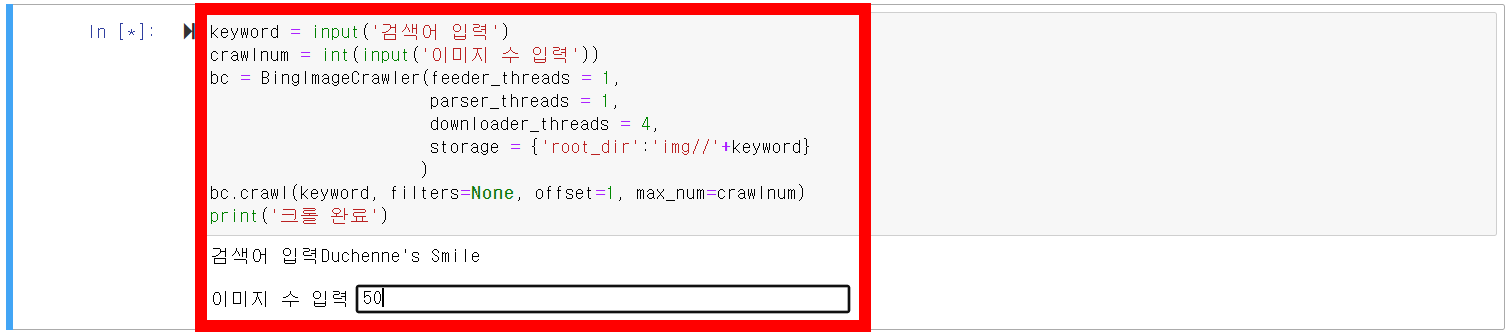 In [*]:
keyword = input('검색어 입력')
crawlnum = int(input('이미지 수 입력'))
bc = BingImageCrawler(feeder_threads = 1,
parser_threads = 1,
downloader_threads = 4,
storage = {'root_dir':'img//'+keyword}
)
bc.crawl(keyword, filters=None, offset=1, max_num=crawlnum)
print('크롤 완료')
검색어 입력Duchenne's Smile
이미지 수 입력 50